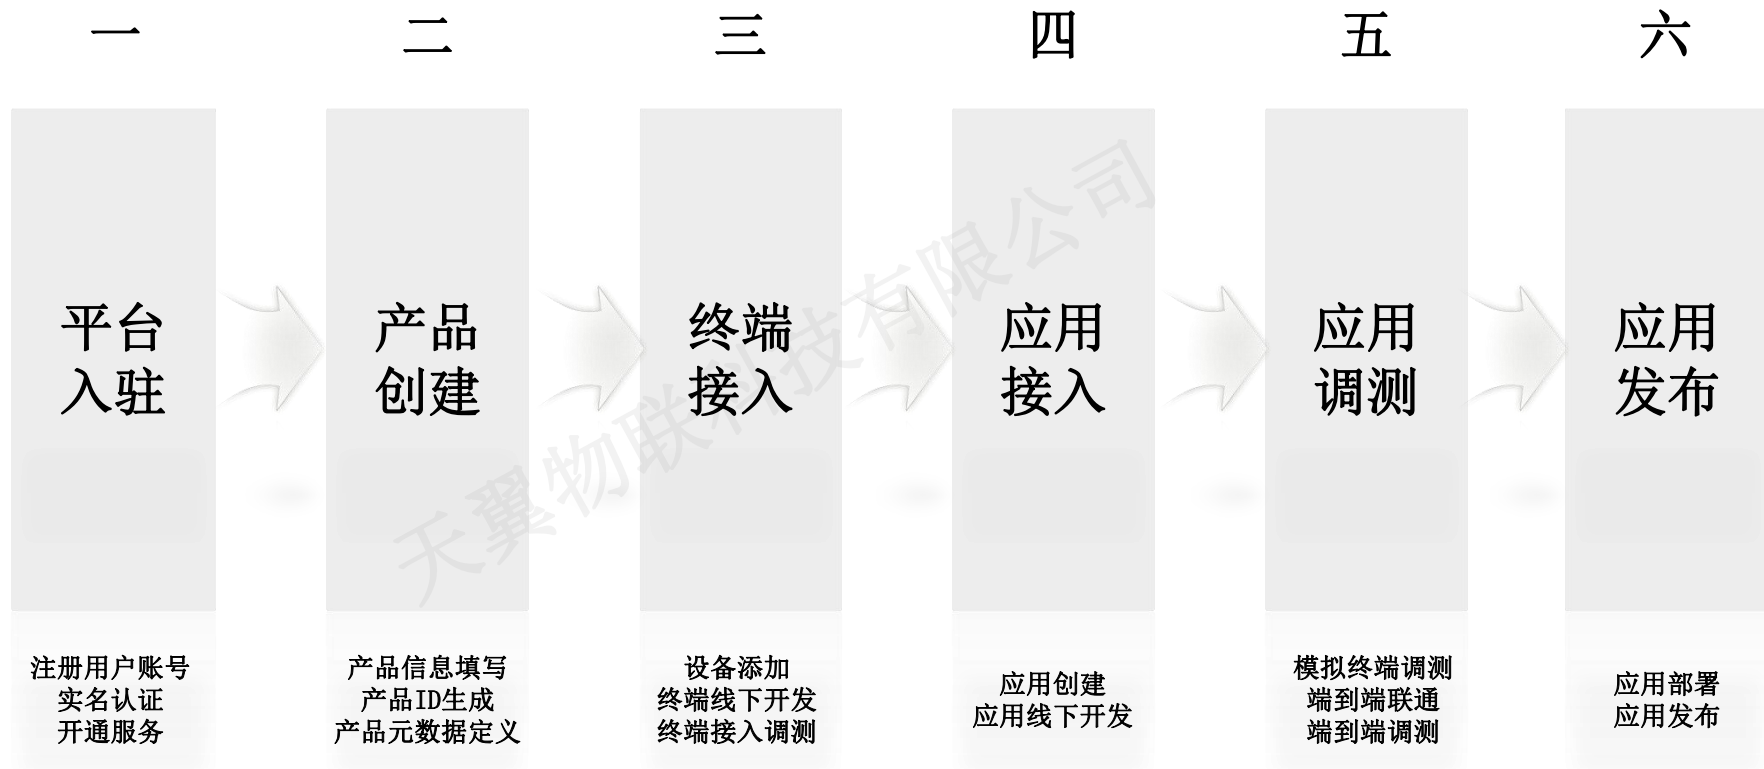 一
平台
入驻
注册用户账号
实名认证
开通服务
二
产品
创建
产品信息填写
产品ID生成
产品元数据定义
三
终端
接入
设备添加
终端线下开发
终端接入调测
四
应用
接入
应用创建
应用线下开发
五
应用
调测
模拟终端调测
端到端联通
端到端调测
六
应用
发布
应用部署
应用发布
天翼物联科技有限公司